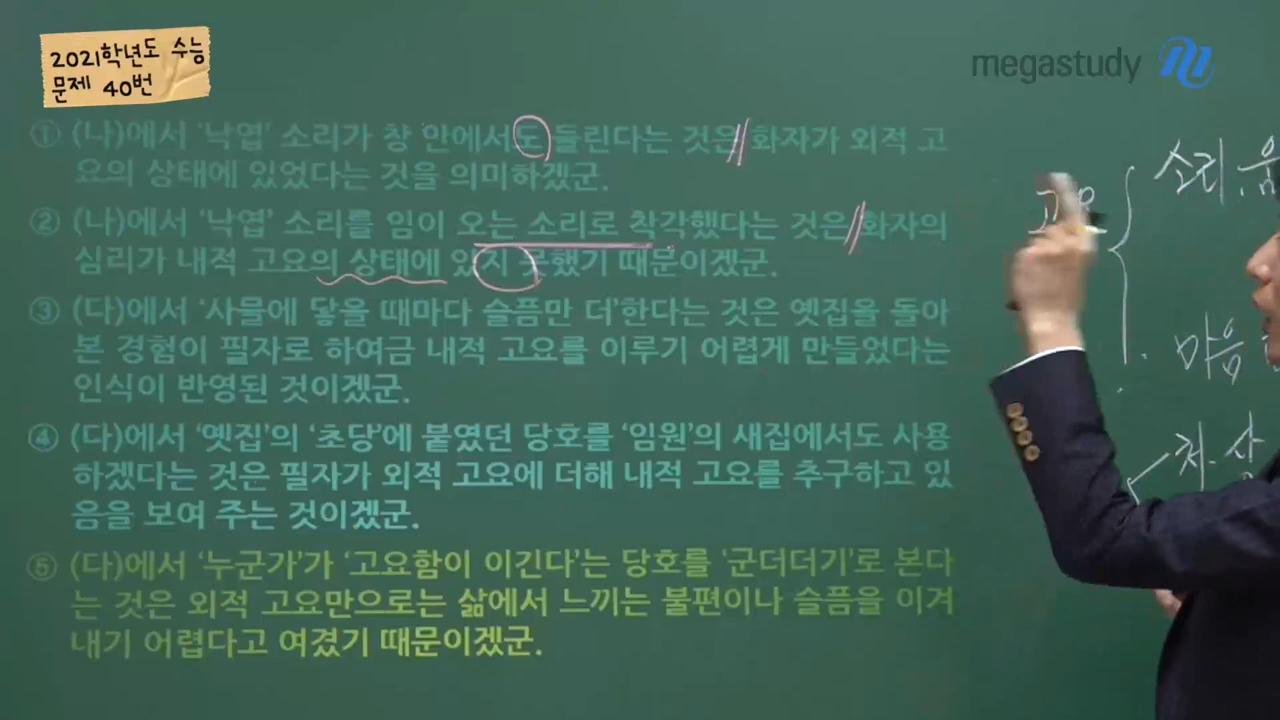 2021학년도 수능
문제 40번
megastudy
① (나)에서 '낙엽' 소리가 창 안에서도 들린다는 것은 화자가 외적 고
요의 상태에 있었다는 것을 의미하겠군.
② (나)에서 '낙엽' 소리를 임이 오는 소리로 착각했다는 것은 화자의
심리가 내적 고요의 상태에 있지 못했기 때문이겠군.
③ (다)에서 '사물에 닿을 때마다 슬픔만 더'한다는 것은 옛집을 돌아
본 경험이 필자로 하여금 내적 고요를 이루기 어렵게 만들었다는
인식이 반영된 것이겠군.
④ (다)에서 '옛집'의 '초당'에 붙였던 당호를 '임원'의 새집에서도 사용
하겠다는 것은 필자가 외적 고요에 더해 내적 고요를 추구하고 있
음을 보여 주는 것이겠군.
⑤ (다)에서 '누군가'가 '고요함이 이긴다'는 당호를 '군더더기'로 본다
는 것은 외적 고요만으로는 삶에서 느끼는 불편이나 슬픔을 이겨
내기 어렵다고 여겼기 때문이겠군.
소리, 움
고요
마음